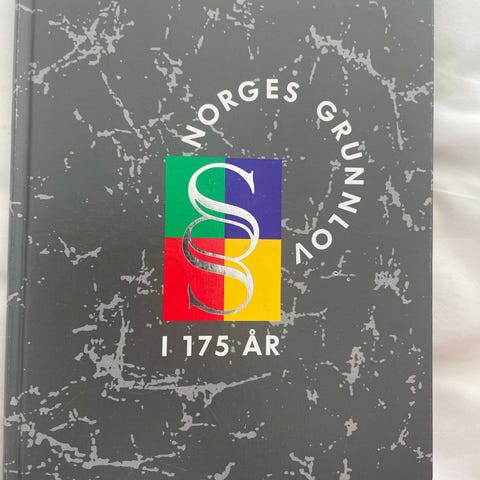 NORGES GRUNNLOV
§
I 175 ÅR